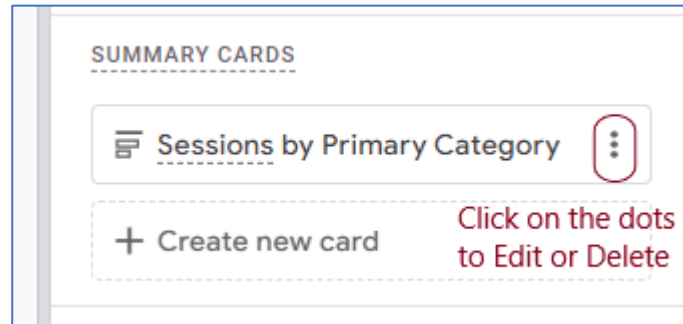 SUMMARY CARDS
Sessions by Primary Category
+ Create new card
Click on the dots
to Edit or Delete